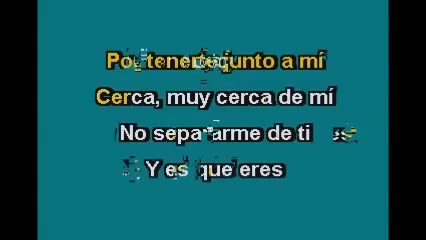 Por tenerte junto a mí
Cerca, muy cerca de mí
No separarme de ti
Y es que eres